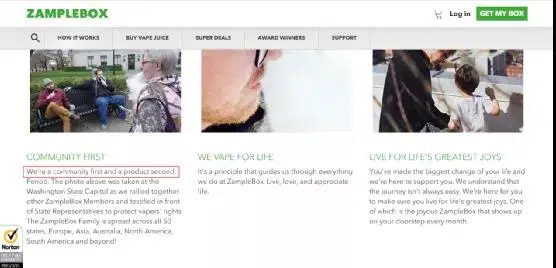 ZAMPLEBOX
Log in
GET MY BOX
HOW IT WORKS
BUY VAPE JUICE
SUPER DEALS
AWARD WINNERS
SUPPORT
COMMUNITY FIRST
We're a community first and a product second.
Period. The photo above was taken at the
Washington State Capitol as we rallied together
other ZampleBox Members and testified in front
of State Representatives to protect vapers' rights
The ZampleBox Family is spread across all 50
states, Europe, Asia, Australia, North America,
South America and beyond!
WE VAPE FOR LIFE
It's a principle that guides us through everything
we do at ZampleBox. Live, love, and appreciate
life.
LIVE FOR LIFE'S GREATEST JOYS
You've made the biggest change of your life and
we're here to support you. We understand that
the journey isn't always easy. We're here for you
to make sure you live for life's greatest joys. One
of which is the joyous ZampleBox that shows up
on your doorstep every month.
Norton